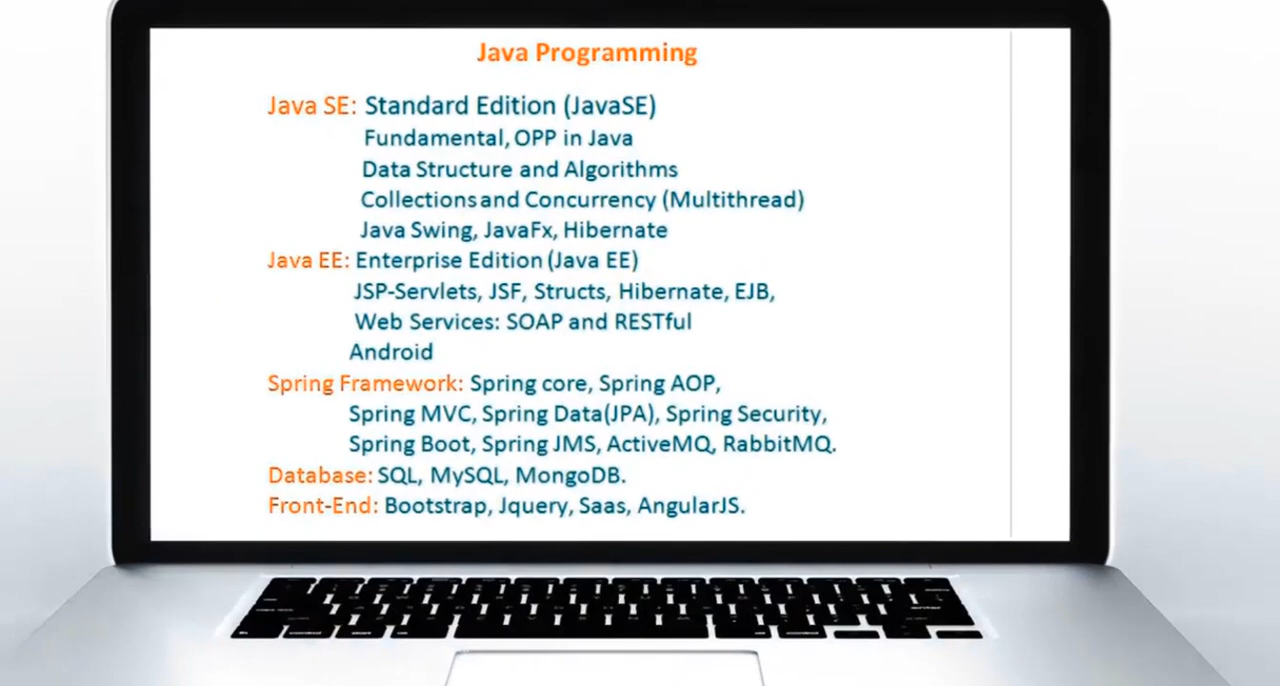 Java Programming
Java SE: Standard Edition (JavaSE)
Fundamental, OPP in Java
Data Structure and Algorithms
Collections and Concurrency (Multithread)
Java Swing, JavaFx, Hibernate
Java EE: Enterprise Edition (Java EE)
JSP-Servlets, JSF, Structs, Hibernate, EJB,
Web Services: SOAP and RESTful
Android
Spring Framework: Spring core, Spring AOP,
Spring MVC, Spring Data(JPA), Spring Security,
Spring Boot, Spring JMS, ActiveMQ, RabbitMQ.
Database: SQL, MySQL, MongoDB.
Front-End: Bootstrap, Jquery, Saas, AngularJS.